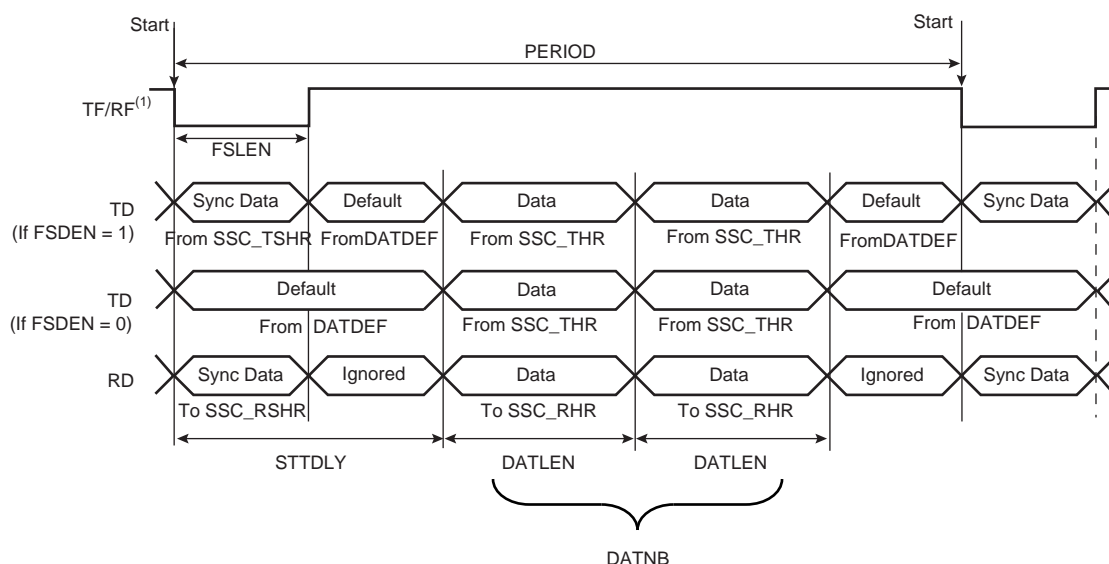 Start Start
PERIOD
TF/RF(1)
FSLEN
TD
(If FSDEN = 1)
Sync Data Default Data Data Default Sync Data
From SSC_TSHR FromDATDEF From SSC_THR From SSC_THR FromDATDEF
TD
(If FSDEN = 0)
Default Data Data Default
From DATDEF From SSC_THR From SSC_THR From DATDEF
RD
Sync Data Ignored Data Data Ignored Sync Data
To SSC_RSHR To SSC_RHR To SSC_RHR
STTDLY DATLEN DATLEN
DATNB